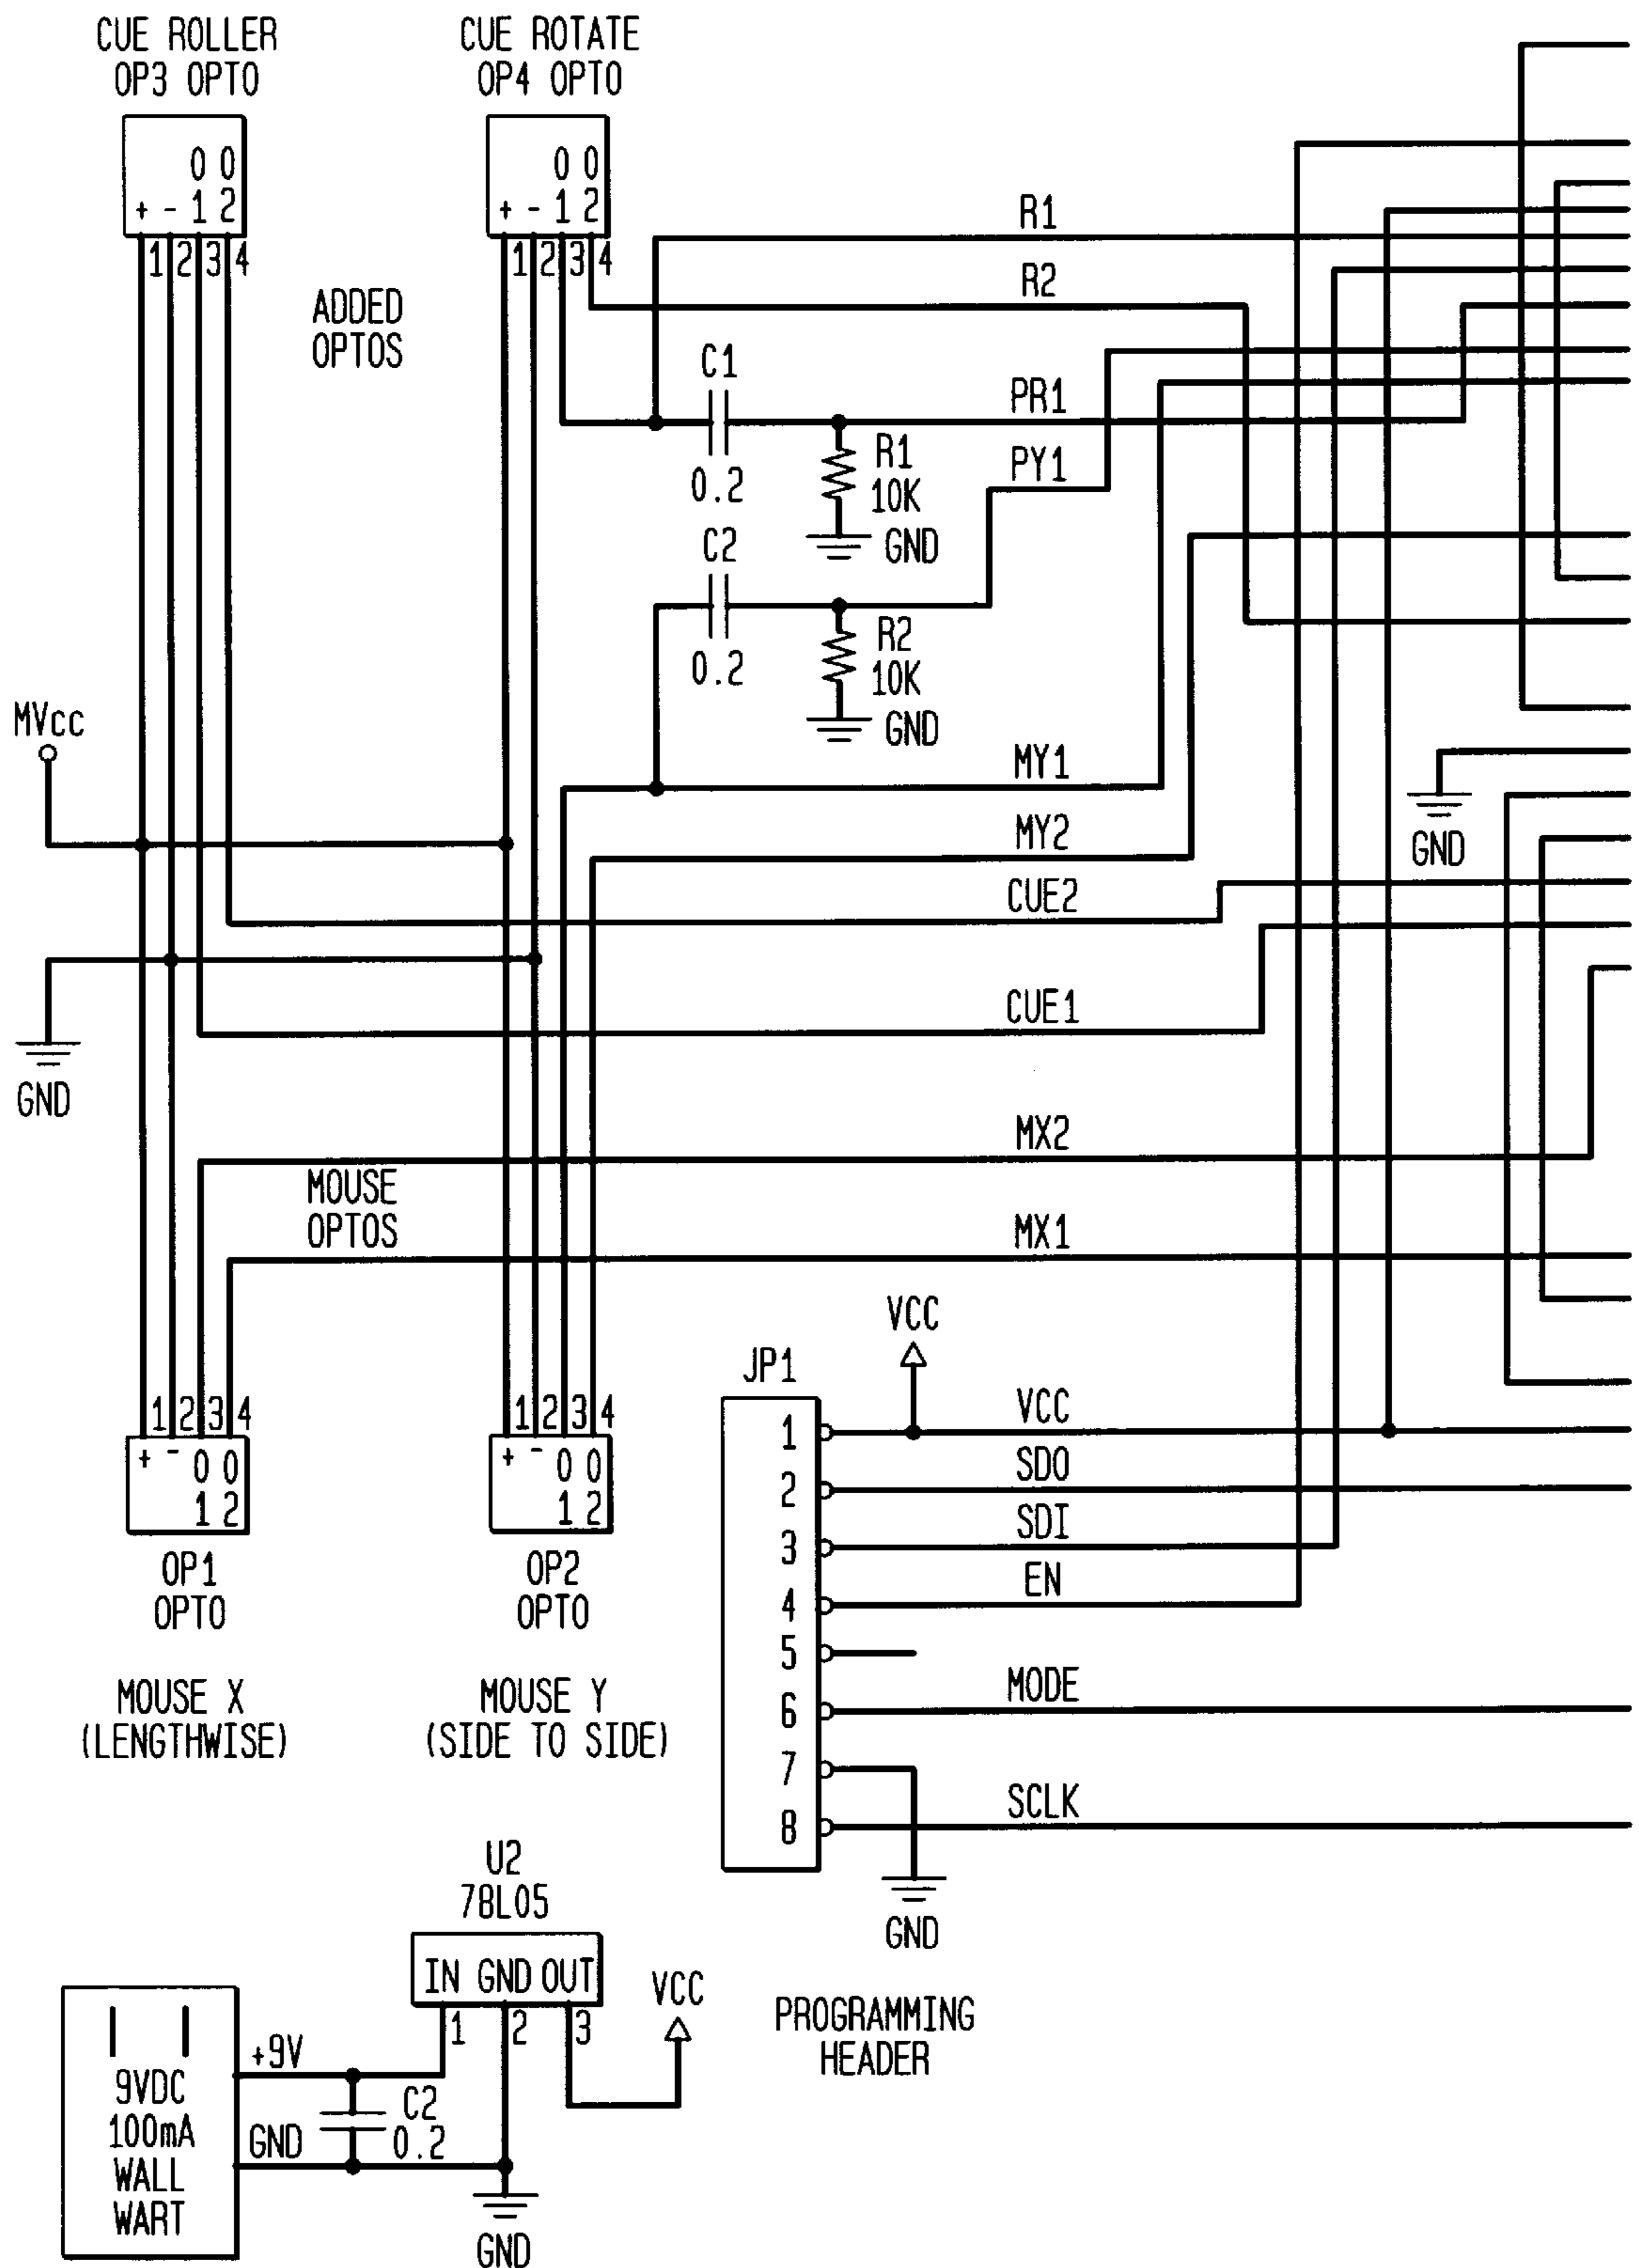 CUE ROLLER
OP3 OPTO
0 0
+ - 1 2
1 2 3 4
CUE ROTATE
OP4 OPTO
0 0
+ - 1 2
1 2 3 4
ADDED
OPTOS
R1
R2
C1
0.2
PR1
R1
10K
GND
PY1
C2
0.2
R2
10K
GND
MVcc
MY1
MY2
GND
CUE2
CUE1
GND
MX2
MOUSE
OPTOS
MX1
1 2 3 4
+ - 0 0
1 2
OP1
OPTO
MOUSE X
(LENGTHWISE)
1 2 3 4
+ - 0 0
1 2
OP2
OPTO
MOUSE Y
(SIDE TO SIDE)
VCC
JP1
1 VCC
2 SDO
3 SDI
4 EN
5
6 MODE
7
8 SCLK
GND
PROGRAMMING
HEADER
U2
78L05
IN GND OUT
1 2 3
VCC
+9V
9VDC
100mA
WALL
WART
GND
C2
0.2
GND